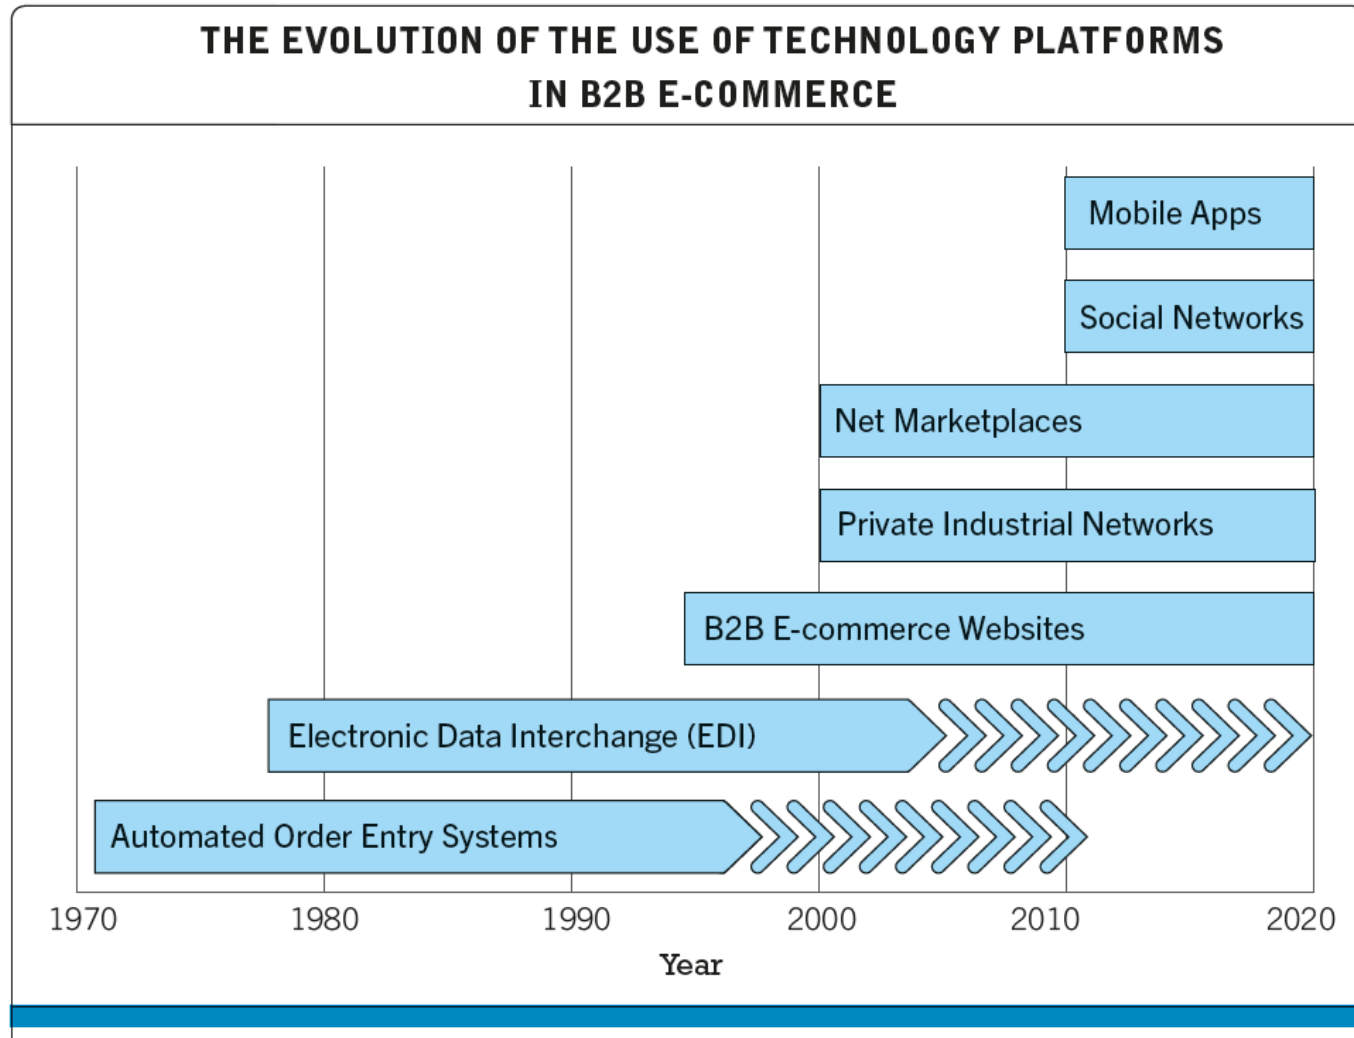 THE EVOLUTION OF THE USE OF TECHNOLOGY PLATFORMS
IN B2B E-COMMERCE
Mobile Apps
Social Networks
Net Marketplaces
Private Industrial Networks
B2B E-commerce Websites
Electronic Data Interchange (EDI)
Automated Order Entry Systems
1970 1980 1990 2000 2010 2020
Year